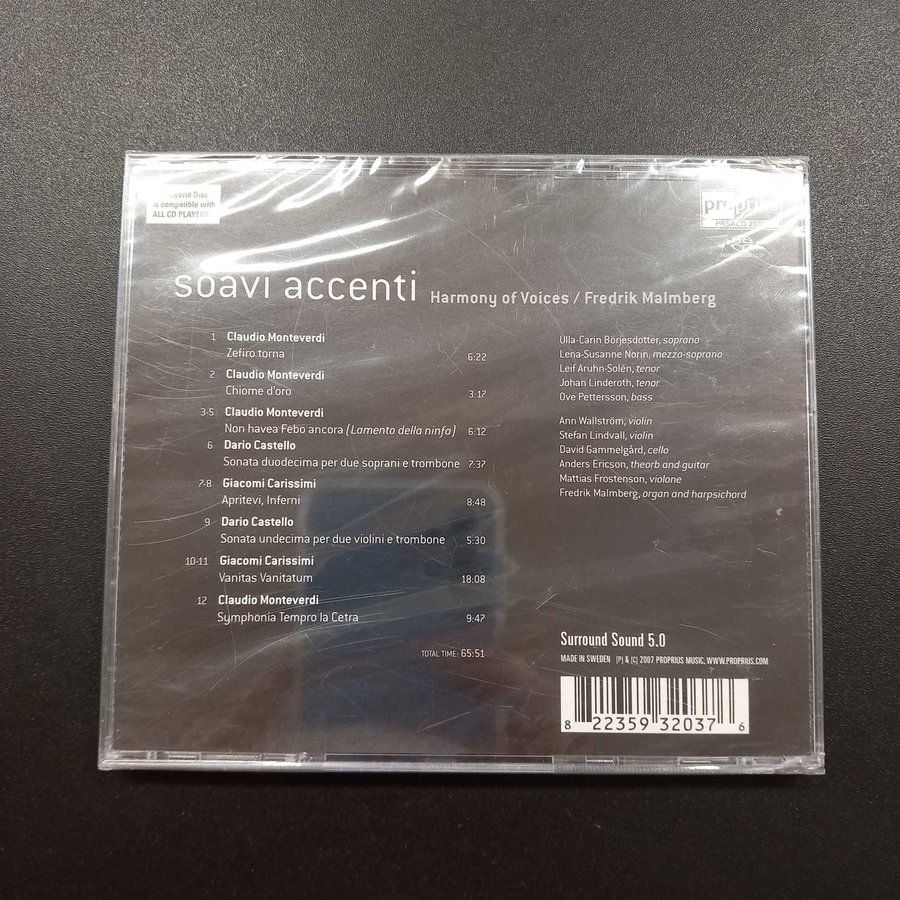 Hybrid Disc
is compatible with
ALL CD PLAYERS
proprius
PRSACD
soavi accenti Harmony of Voices / Fredrik Malmberg
1 Claudio Monteverdi
Zefiro torna 6:22
2 Claudio Monteverdi
Chiome d'oro 3:17
3-5 Claudio Monteverdi
Non havea Febo ancora (Lamento della ninfa) 6:12
6 Dario Castello
Sonata duodecima per due soprani e trombone 7:37
7-8 Giacomi Carissimi
Apritevi, Inferni 8:48
9 Dario Castello
Sonata undecima per due violini e trombone 5:30
10-11 Giacomi Carissimi
Vanitas Vanitatum 18:08
12 Claudio Monteverdi
Symphonia Tempro la Cetra 9:47
TOTAL TIME: 65:51
Ulla-Carin Börjesdotter, soprano
Lena-Susanne Norin, mezzo-soprano
Leif Aruhn-Solén, tenor
Johan Linderoth, tenor
Ove Pettersson, bass
Ann Wallström, violin
Stefan Lindvall, violin
David Gammelgård, cello
Anders Ericson, theorb and guitar
Mattias Frostenson, violone
Fredrik Malmberg, organ and harpsichord
Surround Sound 5.0
MADE IN SWEDEN [P] & [C] 2007 PROPRIUS MUSIC, WWW.PROPRIUS.COM
8 22359 32037 6